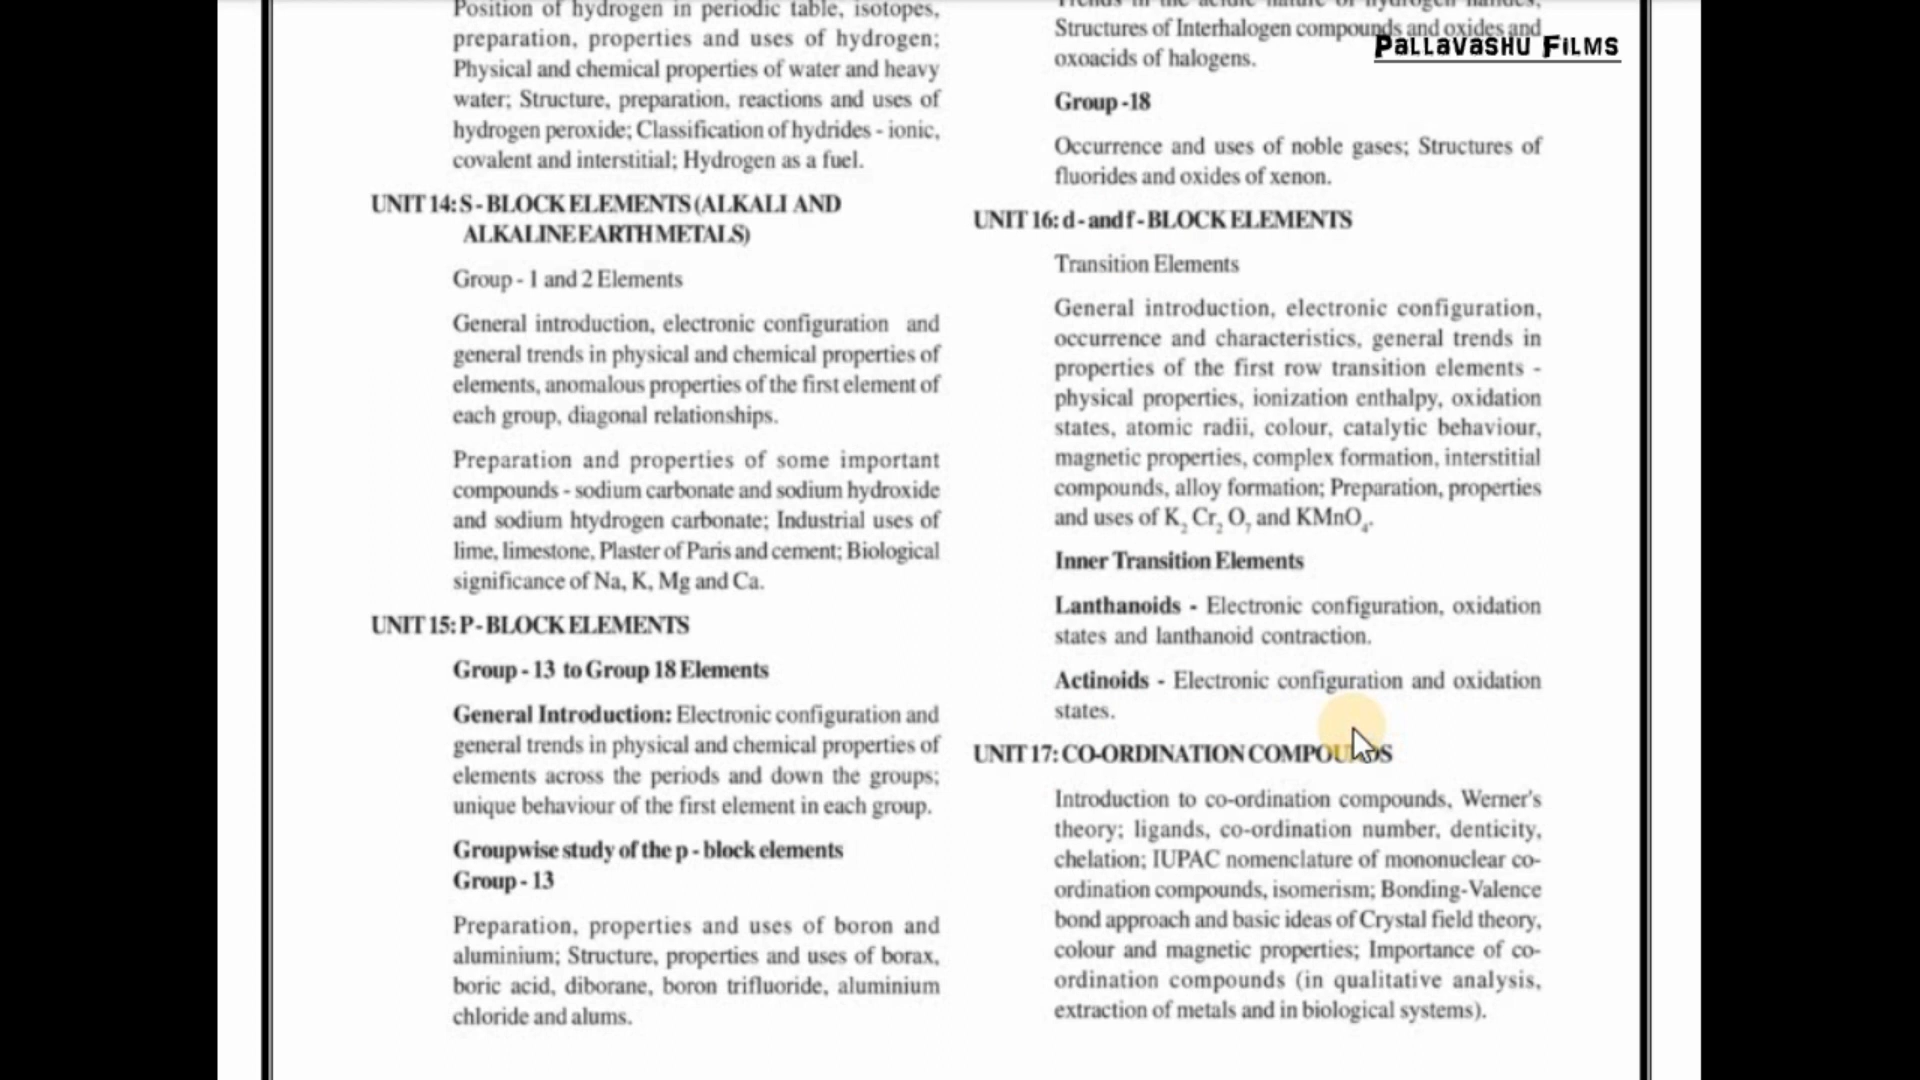 Position of hydrogen in periodic table, isotopes,
preparation, properties and uses of hydrogen;
Physical and chemical properties of water and heavy
water; Structure, preparation, reactions and uses of
hydrogen peroxide; Classification of hydrides - ionic,
covalent and interstitial; Hydrogen as a fuel.
UNIT 14: S - BLOCK ELEMENTS (ALKALI AND
ALKALINE EARTH METALS)
Group - 1 and 2 Elements
General introduction, electronic configuration and
general trends in physical and chemical properties of
elements, anomalous properties of the first element of
each group, diagonal relationships.
Preparation and properties of some important
compounds - sodium carbonate and sodium hydroxide
and sodium htydrogen carbonate; Industrial uses of
lime, limestone, Plaster of Paris and cement; Biological
significance of Na, K, Mg and Ca.
UNIT 15: P - BLOCK ELEMENTS
Group - 13 to Group 18 Elements
General Introduction: Electronic configuration and
general trends in physical and chemical properties of
elements across the periods and down the groups;
unique behaviour of the first element in each group.
Groupwise study of the p - block elements
Group - 13
Preparation, properties and uses of boron and
aluminium; Structure, properties and uses of borax,
boric acid, diborane, boron trifluoride, aluminium
chloride and alums.
Trends in the acidic nature of hydrogen halides;
Structures of Interhalogen compounds and oxides and
oxoacids of halogens.
PALLAVASHU FILMS
Group -18
Occurrence and uses of noble gases; Structures of
fluorides and oxides of xenon.
UNIT 16: d - and f - BLOCK ELEMENTS
Transition Elements
General introduction, electronic configuration,
occurrence and characteristics, general trends in
properties of the first row transition elements -
physical properties, ionization enthalpy, oxidation
states, atomic radii, colour, catalytic behaviour,
magnetic properties, complex formation, interstitial
compounds, alloy formation; Preparation, properties
and uses of K₂ Cr₂ O₇ and KMnO₄.
Inner Transition Elements
Lanthanoids - Electronic configuration, oxidation
states and lanthanoid contraction.
Actinoids - Electronic configuration and oxidation
states.
UNIT 17: CO-ORDINATION COMPOUNDS
Introduction to co-ordination compounds, Werner's
theory; ligands, co-ordination number, denticity,
chelation; IUPAC nomenclature of mononuclear co-
ordination compounds, isomerism; Bonding-Valence
bond approach and basic ideas of Crystal field theory,
colour and magnetic properties; Importance of co-
ordination compounds (in qualitative analysis,
extraction of metals and in biological systems).